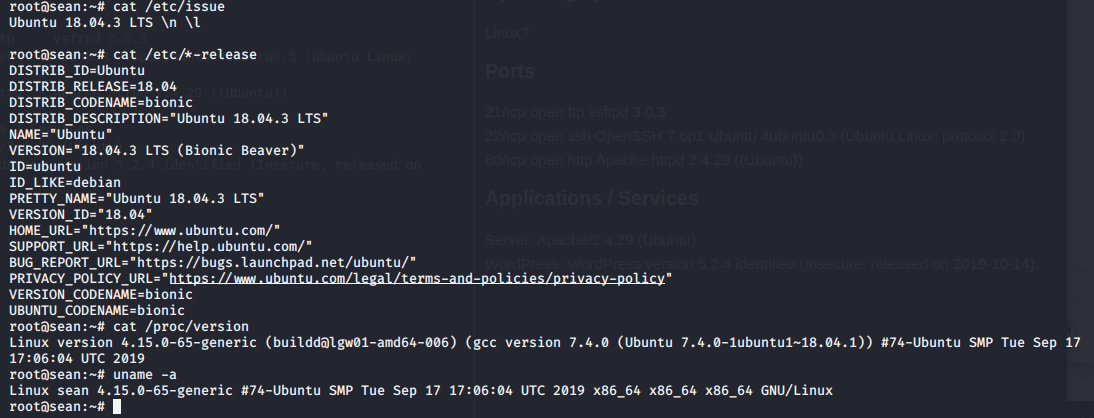 root@sean:~# cat /etc/issue
Ubuntu 18.04.3 LTS \n \l
root@sean:~# cat /etc/*-release
DISTRIB_ID=Ubuntu
DISTRIB_RELEASE=18.04
DISTRIB_CODENAME=bionic
DISTRIB_DESCRIPTION="Ubuntu 18.04.3 LTS"
NAME="Ubuntu"
VERSION="18.04.3 LTS (Bionic Beaver)"
ID=ubuntu
ID_LIKE=debian
PRETTY_NAME="Ubuntu 18.04.3 LTS"
VERSION_ID="18.04"
HOME_URL="https://www.ubuntu.com/"
SUPPORT_URL="https://help.ubuntu.com/"
BUG_REPORT_URL="https://bugs.launchpad.net/ubuntu/"
PRIVACY_POLICY_URL="https://www.ubuntu.com/legal/terms-and-policies/privacy-policy"
VERSION_CODENAME=bionic
UBUNTU_CODENAME=bionic
root@sean:~# cat /proc/version
Linux version 4.15.0-65-generic (buildd@lgw01-amd64-006) (gcc version 7.4.0 (Ubuntu 7.4.0-1ubuntu1~18.04.1)) #74-Ubuntu SMP Tue Sep 17
17:06:04 UTC 2019
root@sean:~# uname -a
Linux sean 4.15.0-65-generic #74-Ubuntu SMP Tue Sep 17 17:06:04 UTC 2019 x86_64 x86_64 x86_64 GNU/Linux
root@sean:~#
Linux?
Ports
21/tcp open ftp vsftpd 3.0.3
22/tcp open ssh OpenSSH 7.6p1 Ubuntu 4ubuntu0.3 (Ubuntu Linux; protocol 2.0)
80/tcp open http Apache httpd 2.4.29 ((Ubuntu))
Applications / Services
Server: Apache/2.4.29 (Ubuntu)
WordPress: WordPress version 5.2.4 identified (Insecure, released on 2019-10-14).